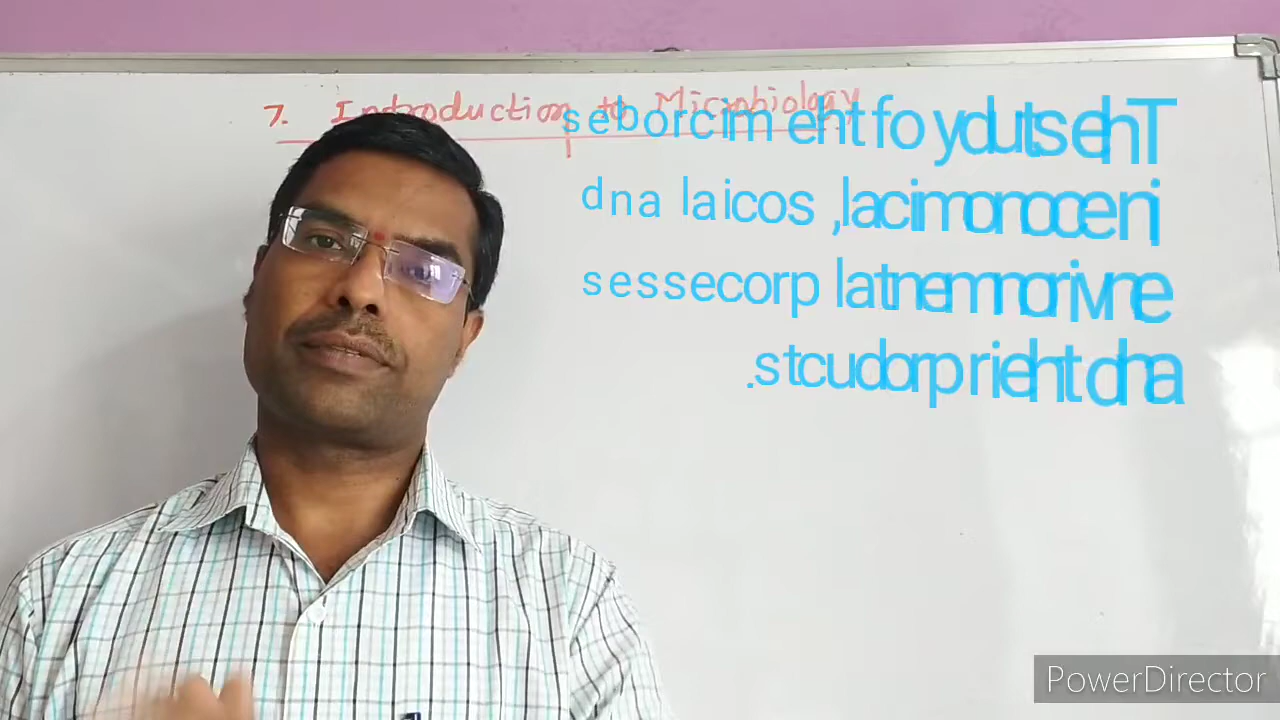 7. Introduction to Microbiology
seborcim eht fo yduts ehT
dna laicos ,lacimonoce ni
sessecorp latnemnorivne
.stcudorp rieht dna
PowerDirector